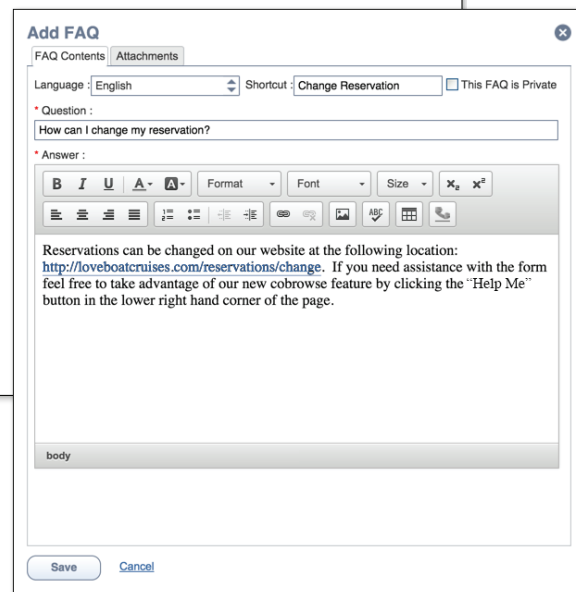 Add FAQ
FAQ Contents Attachments
Language : English Shortcut : Change Reservation This FAQ is Private
* Question :
How can I change my reservation?
* Answer :
B I U A A Format Font Size X₂ X²
ABC
Reservations can be changed on our website at the following location:
http://loveboatcruises.com/reservations/change. If you need assistance with the form
feel free to take advantage of our new cobrowse feature by clicking the “Help Me”
button in the lower right hand corner of the page.
body
Save Cancel